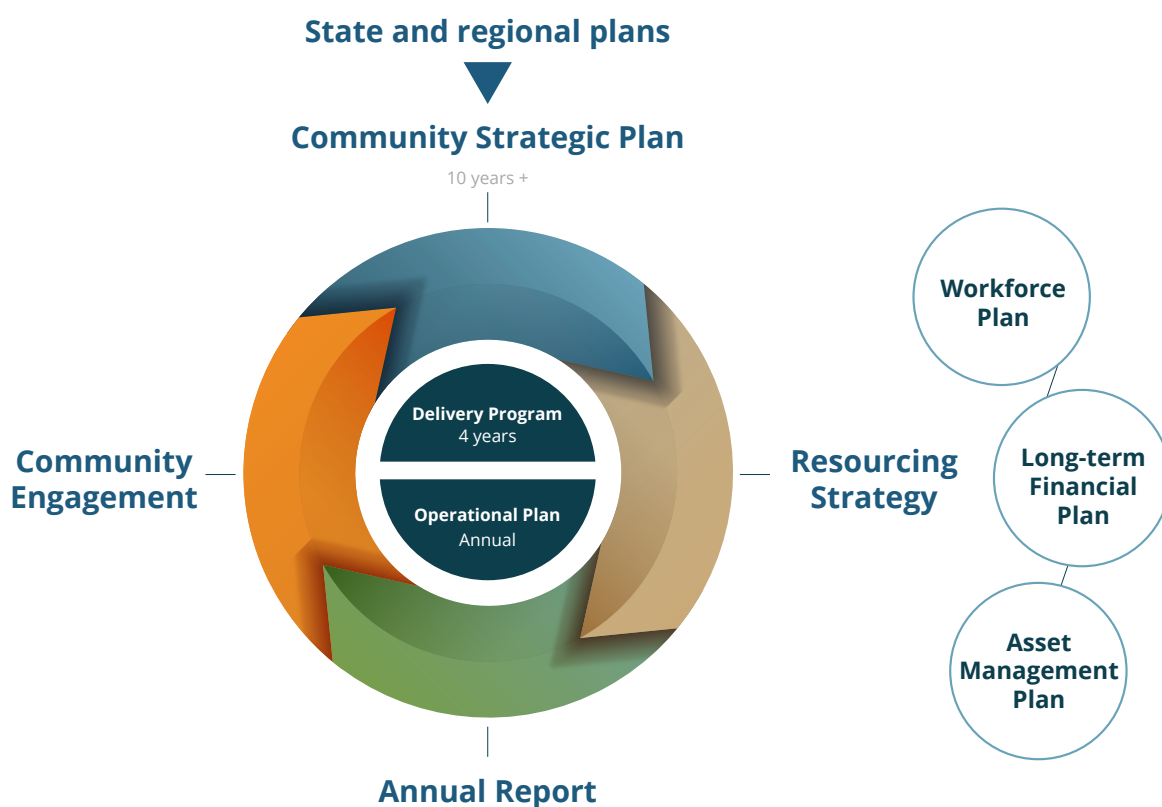 State and regional plans
Community Strategic Plan
10 years +
Workforce
Plan
Delivery Program
4 years
Community
Engagement
Resourcing
Strategy
Long-term
Financial
Plan
Operational Plan
Annual
Asset
Management
Plan
Annual Report